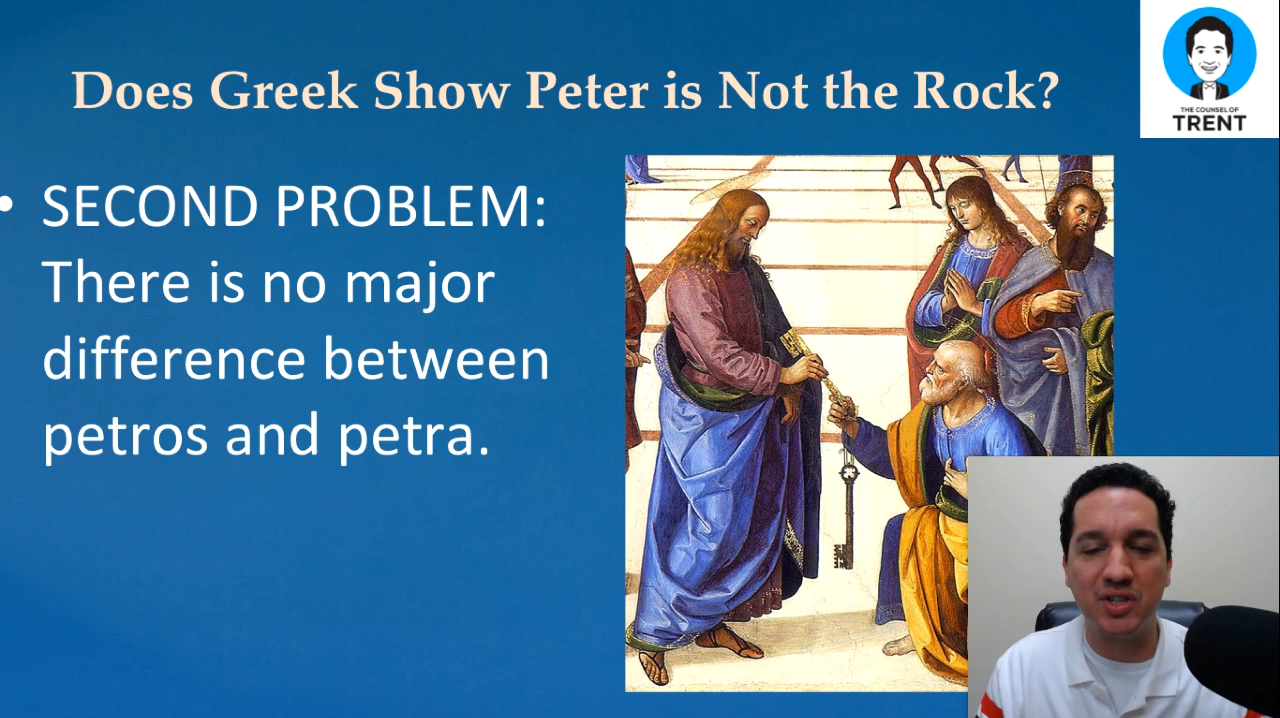 Does Greek Show Peter is Not the Rock?
THE COUNSEL OF
TRENT
• SECOND PROBLEM:
There is no major
difference between
petros and petra.